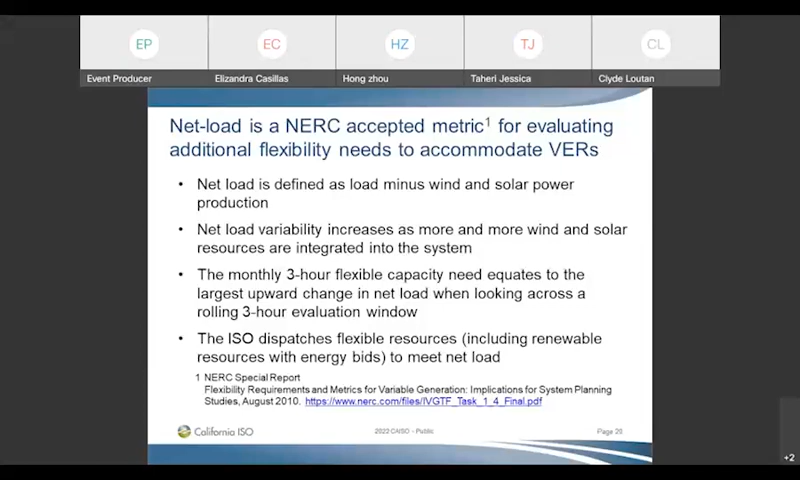 EP
EC
HZ
TJ
CL
Event Producer
Elizandra Casillas
Hong zhou
Taheri Jessica
Clyde Loutan
Net-load is a NERC accepted metric1 for evaluating
additional flexibility needs to accommodate VERs
• Net load is defined as load minus wind and solar power
production
• Net load variability increases as more and more wind and solar
resources are integrated into the system
• The monthly 3-hour flexible capacity need equates to the
largest upward change in net load when looking across a
rolling 3-hour evaluation window
• The ISO dispatches flexible resources (including renewable
resources with energy bids) to meet net load
1 NERC Special Report
Flexibility Requirements and Metrics for Variable Generation: Implications for System Planning
Studies, August 2010. https://www.nerc.com/files/IVGTF_Task_1_4_Final.pdf
California ISO
2022 CAISO - Public
Page 20
+2